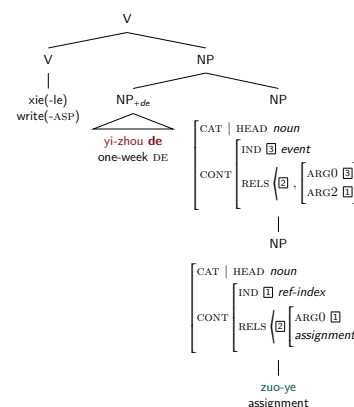 V
V NP
xie(-le)
write(-ASP)
NP+de NP
yi-zhou de
one-week DE
CAT | HEAD noun
CONT
IND 3 event
RELS ⟨ 2 , [ ARG0 3
ARG2 1
NP
CAT | HEAD noun
CONT
IND 1 ref-index
RELS ⟨ 2 [ ARG0 1
assignment
zuo-ye
assignment